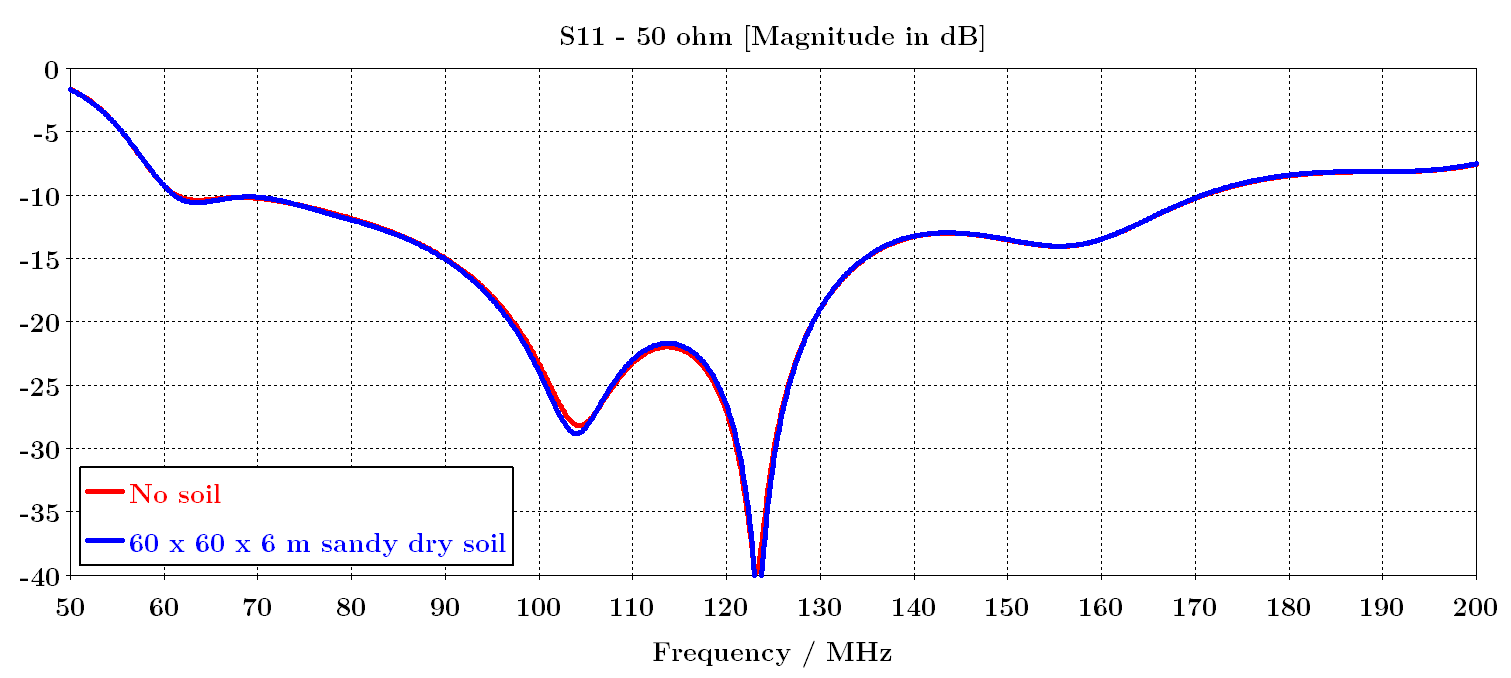 S11 - 50 ohm [Magnitude in dB]
0
-5
-10
-15
-20
-25
-30
-35
-40
No soil
60 x 60 x 6 m sandy dry soil
50 60 70 80 90 100 110 120 130 140 150 160 170 180 190 200
Frequency / MHz